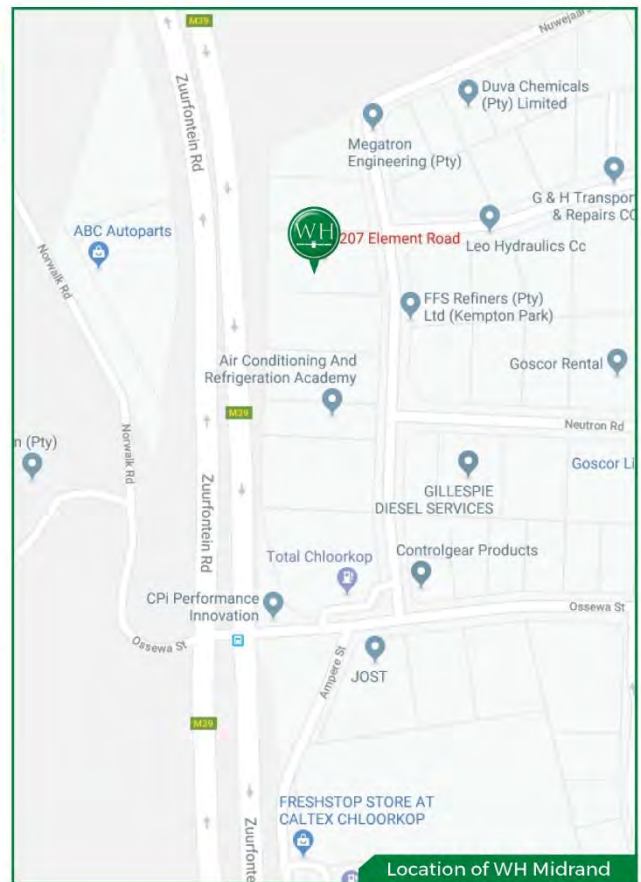 M39
Nuwejaar
Zuurfontein Rd
Duva Chemicals
(Pty) Limited
Megatron
Engineering (Pty)
G & H Transpor
& Repairs CC
ABC Autoparts
WH
207 Element Road
Leo Hydraulics Cc
Norwalk Rd
FFS Refiners (Pty)
Ltd (Kempton Park)
Air Conditioning And
Refrigeration Academy
Goscor Rental
M39
Neutron Rd
n (Pty)
Norwalk Rd
Zuurfontein Rd
Goscor Li
GILLESPIE
DIESEL SERVICES
Total Chloorkop
Controlgear Products
CPi Performance
Innovation
Ossewa St
Ossewa St
Ampere St
JOST
M39
FRESHSTOP STORE AT
CALTEX CHLOORKOP
Zuurfonte
Location of WH Midrand